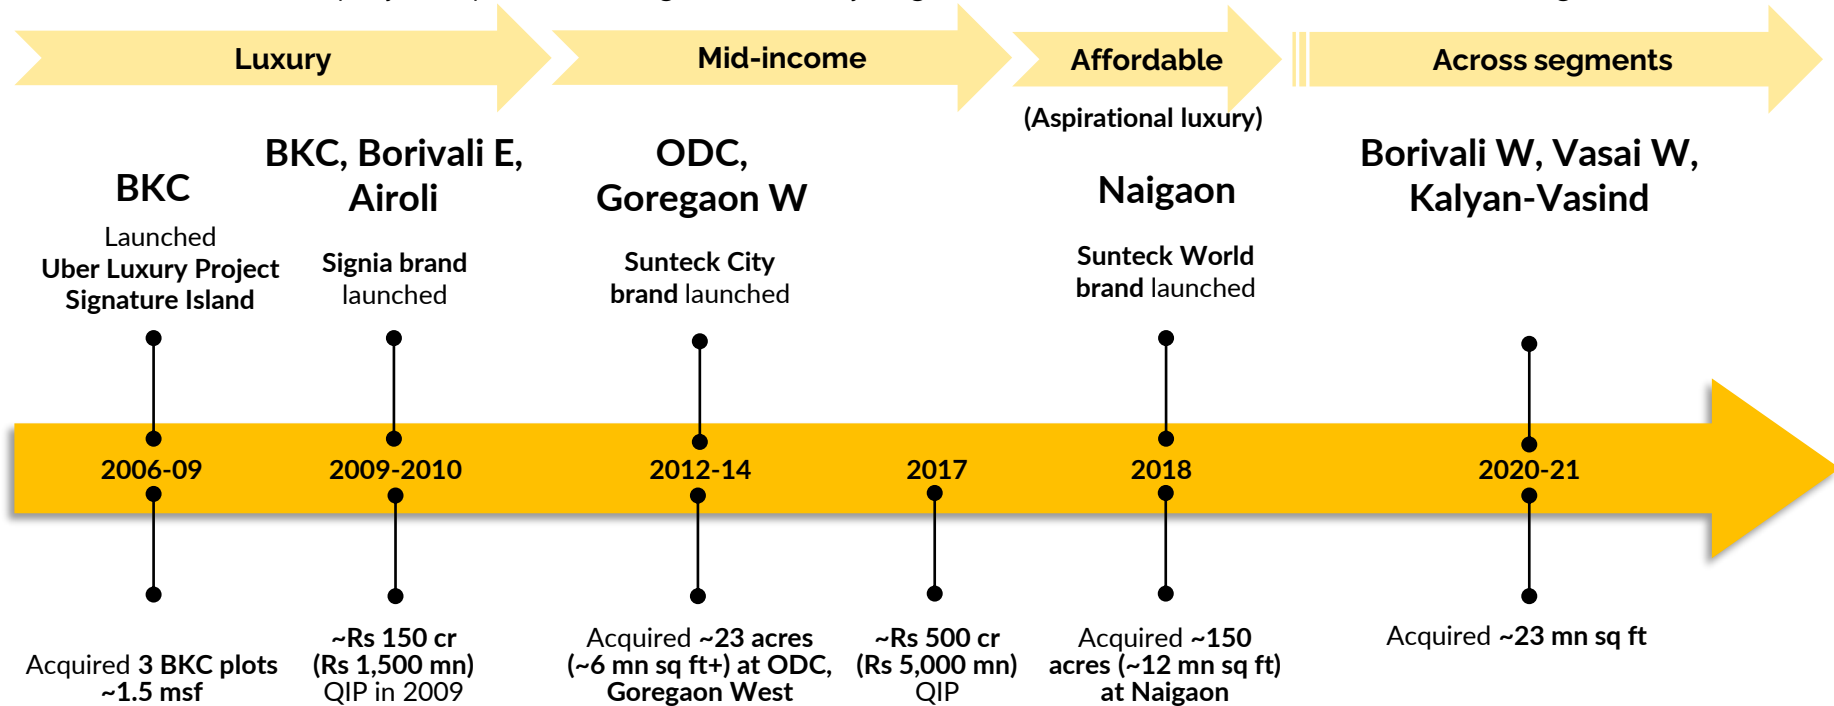 Luxury
Mid-income
Affordable
Across segments
(Aspirational luxury)
BKC
Launched
Uber Luxury Project
Signature Island
BKC, Borivali E,
Airoli
Signia brand
launched
ODC,
Goregaon W
Sunteck City
brand launched
Naigaon
Sunteck World
brand launched
Borivali W, Vasai W,
Kalyan-Vasind
2006-09
2009-2010
2012-14
2017
2018
2020-21
Acquired 3 BKC plots
~1.5 msf
~Rs 150 cr
(Rs 1,500 mn)
QIP in 2009
Acquired ~23 acres
(~6 mn sq ft+) at ODC,
Goregaon West
~Rs 500 cr
(Rs 5,000 mn)
QIP
Acquired ~150
acres (~12 mn sq ft)
at Naigaon
Acquired ~23 mn sq ft